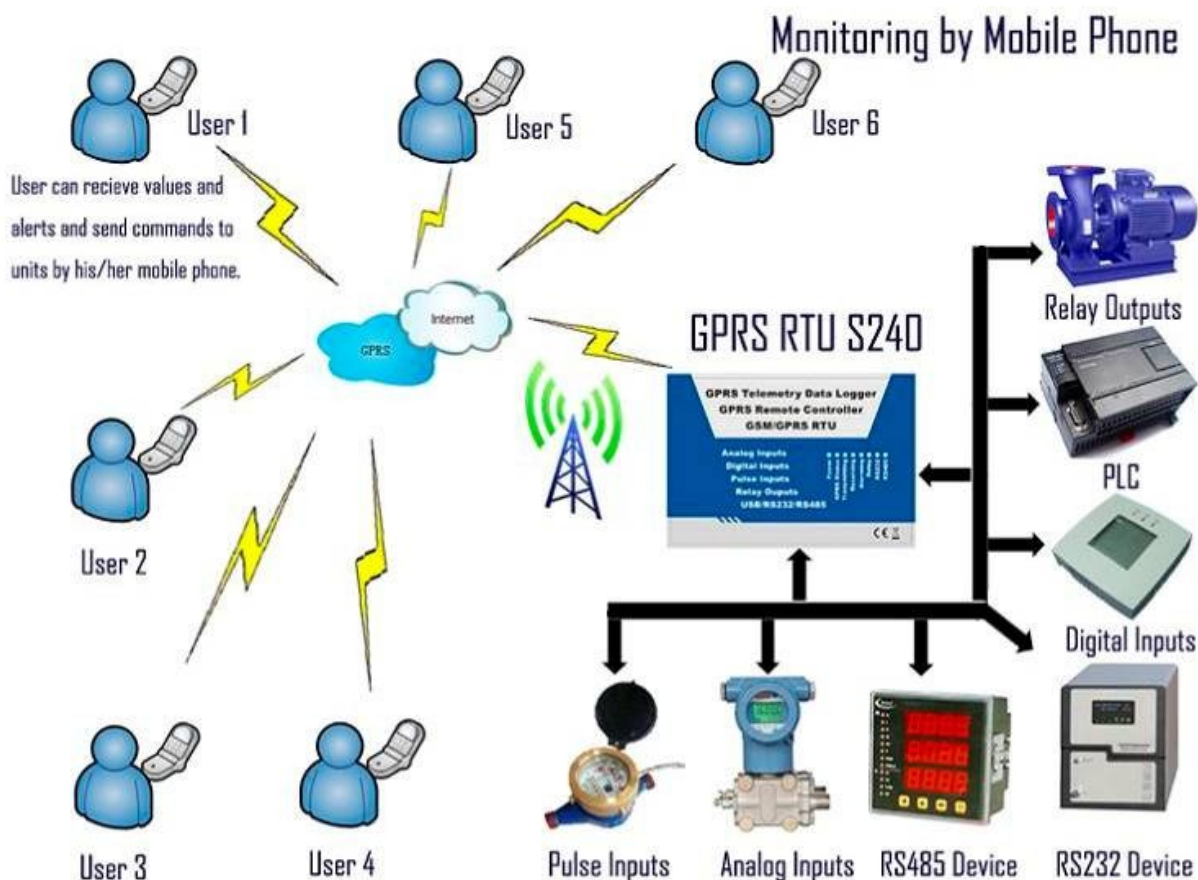 Monitoring by Mobile Phone
User 1
User 5
User 6
User can recieve values and
alerts and send commands to
units by his/her mobile phone.
Internet
GPRS
Relay Outputs
GPRS RTU S240
GPRS Telemetry Data Logger
GPRS Remote Controller
GSM/GPRS RTU
Analog Inputs
Digital Inputs
Pulse Inputs
Relay Ouputs
USB/RS232/RS485
CE
PLC
User 2
Digital Inputs
User 3
User 4
Pulse Inputs
Analog Inputs
RS485 Device
RS232 Device